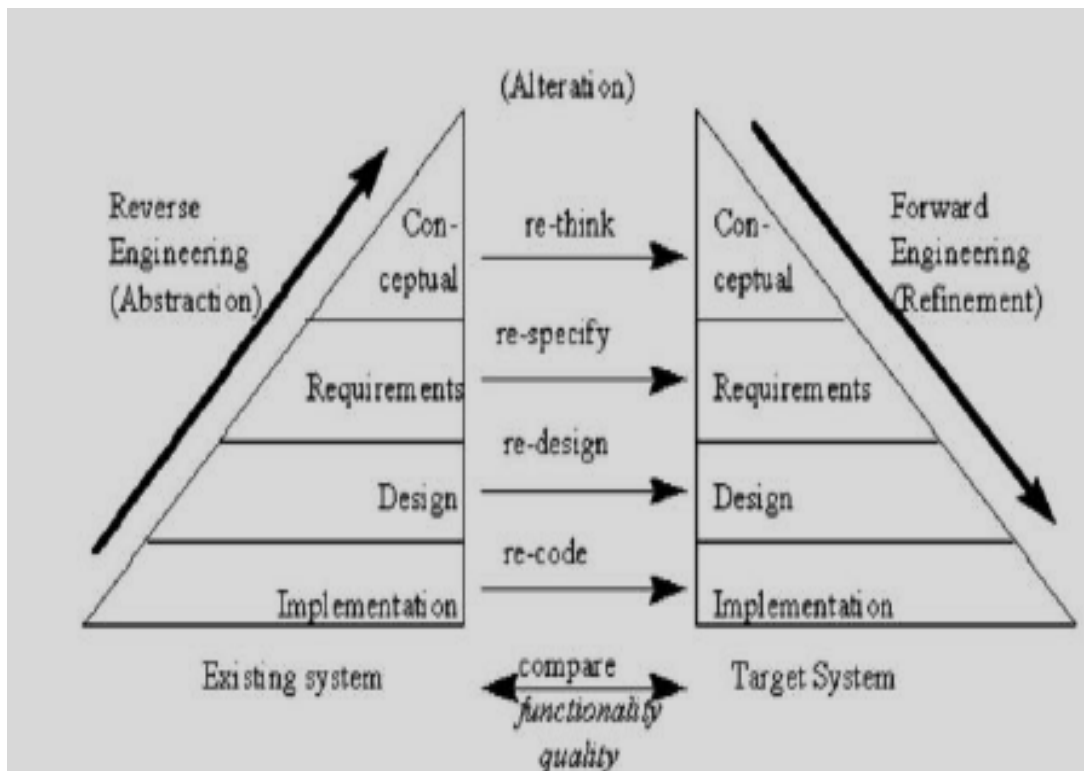 (Alteration)
Reverse
Engineering
(Abstraction)
Con-
ceptual
Requirements
Design
Implementation
Existing system
re-think
re-specify
re-design
re-code
compare
functionality
quality
Con-
ceptual
Requirements
Design
Implementation
Target System
Forward
Engineering
(Refinement)